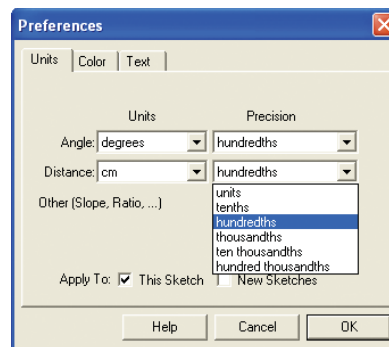 Preferences
Units Color Text
Units Precision
Angle: degrees hundredths
Distance: cm hundredths
Other (Slope, Ratio, ...)
units
tenths
hundredths
thousandths
ten thousandths
hundred thousandths
Apply To: This Sketch New Sketches
Help Cancel OK